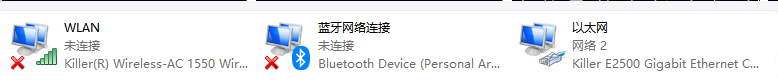 WLAN
未连接
Killer(R) Wireless-AC 1550 Wir...
蓝牙网络连接
未连接
Bluetooth Device (Personal Ar...
以太网
网络 2
Killer E2500 Gigabit Ethernet C...